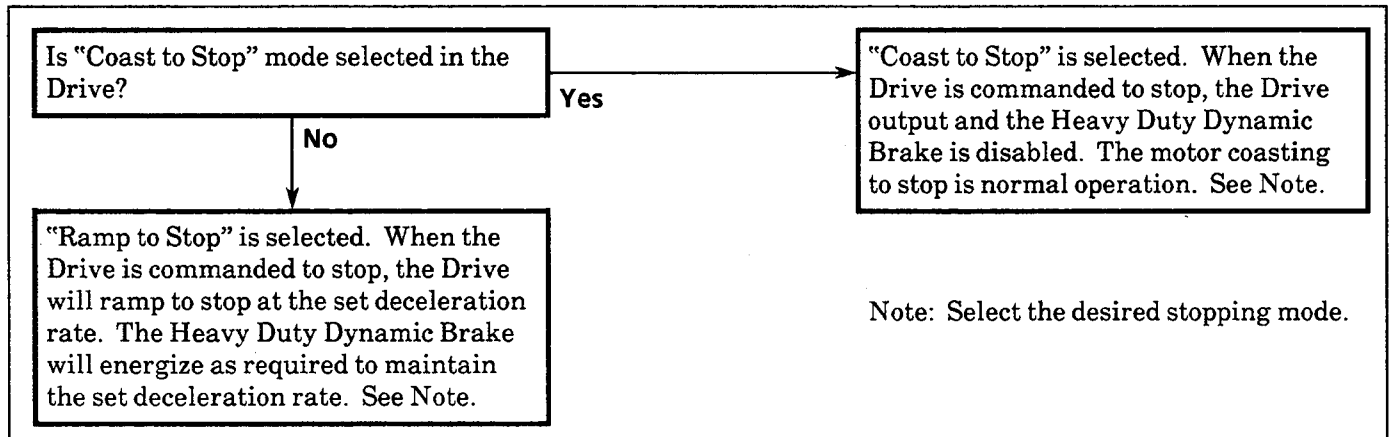 Is "Coast to Stop" mode selected in the
Drive?
Yes
No
"Coast to Stop" is selected. When the
Drive is commanded to stop, the Drive
output and the Heavy Duty Dynamic
Brake is disabled. The motor coasting
to stop is normal operation. See Note.
"Ramp to Stop" is selected. When the
Drive is commanded to stop, the Drive
will ramp to stop at the set deceleration
rate. The Heavy Duty Dynamic Brake
will energize as required to maintain
the set deceleration rate. See Note.
Note: Select the desired stopping mode.